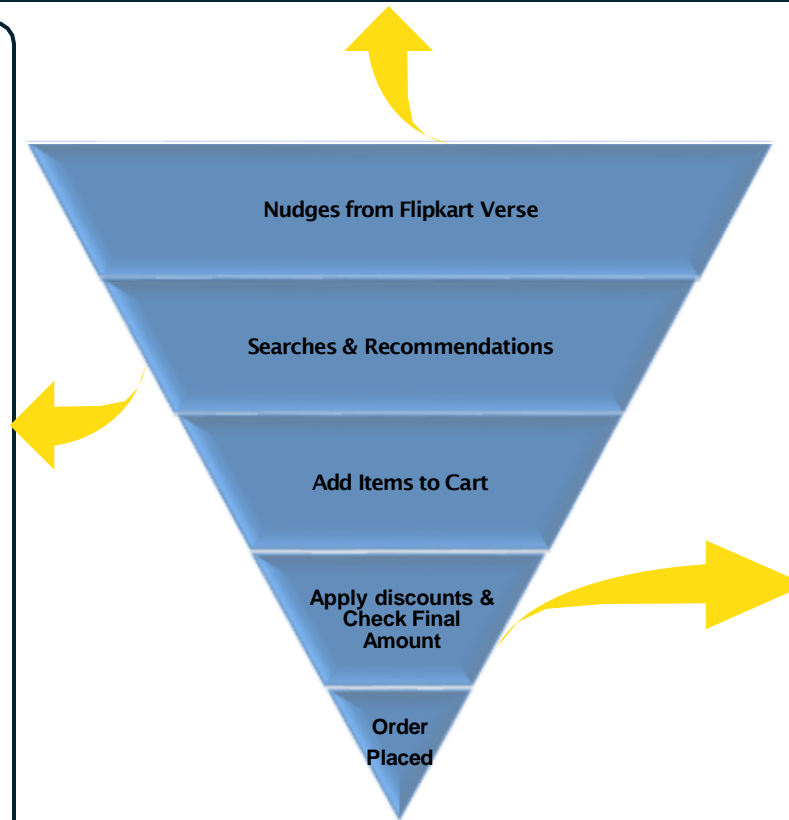 Nudges from Flipkart Verse
Searches & Recommendations
Add Items to Cart
Apply discounts &
Check Final
Amount
Order
Placed